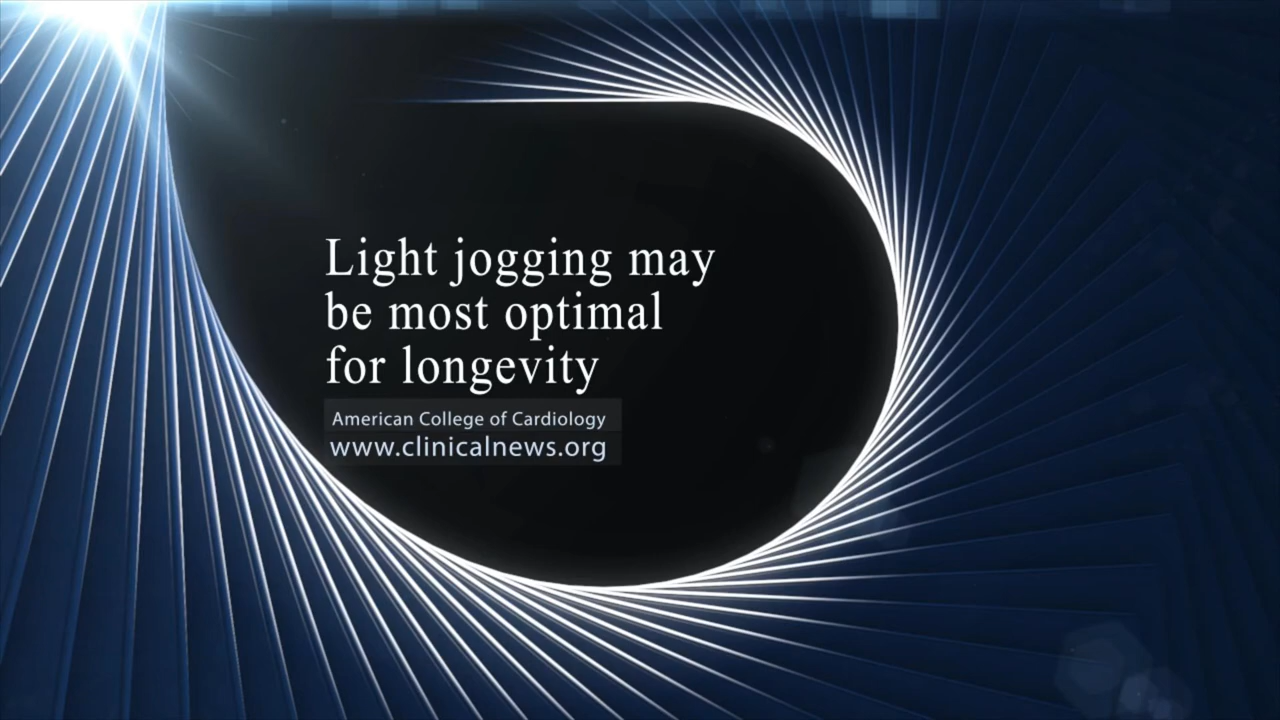 Light jogging may
be most optimal
for longevity
American College of Cardiology
www.clinicalnews.org